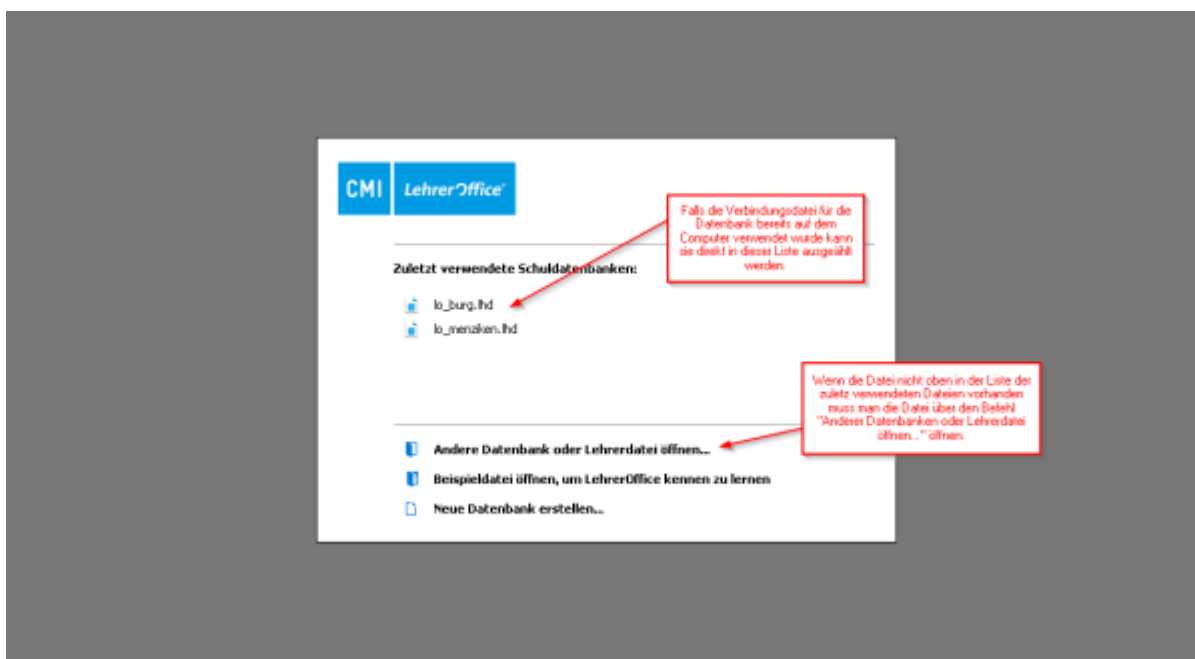 CMI LehrerOffice
Falls die Verbindungsdatei für die
Datenbank bereits auf dem
Computer verwendet wurde kann
sie direkt in dieser Liste ausgeählt
werden.
Zuletzt verwendete Schuldatenbanken:
lo_burg.lhd
lo_menziken.lhd
Wenn die Datei nicht oben in der Liste der
zuletz verwendeten Dateien vorhanden
muss man die Datei über den Befehl
"Anderer Datenbanken oder Lehrerdatei
öffnen..." öffnen.
Andere Datenbank oder Lehrerdatei öffnen...
Beispieldatei öffnen, um LehrerOffice kennen zu lernen
Neue Datenbank erstellen...